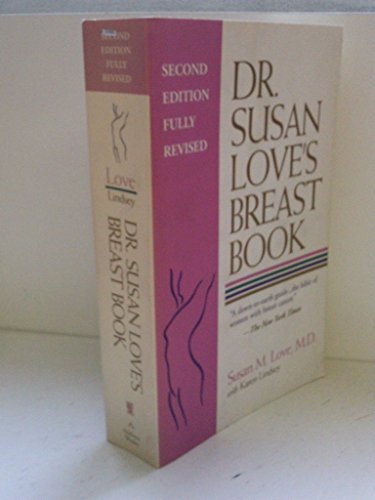 SECOND
EDITION
FULLY
REVISED
Love
Lindsey
DR. SUSAN LOVE'S
BREAST BOOK
SECOND
EDITION
FULLY
REVISED
DR.
SUSAN
LOVE'S
BREAST
BOOK
"A down-to-earth guide...the bible of
women with breast cancer."
—The New York Times
Susan M. Love, M.D.
with Karen Lindsey